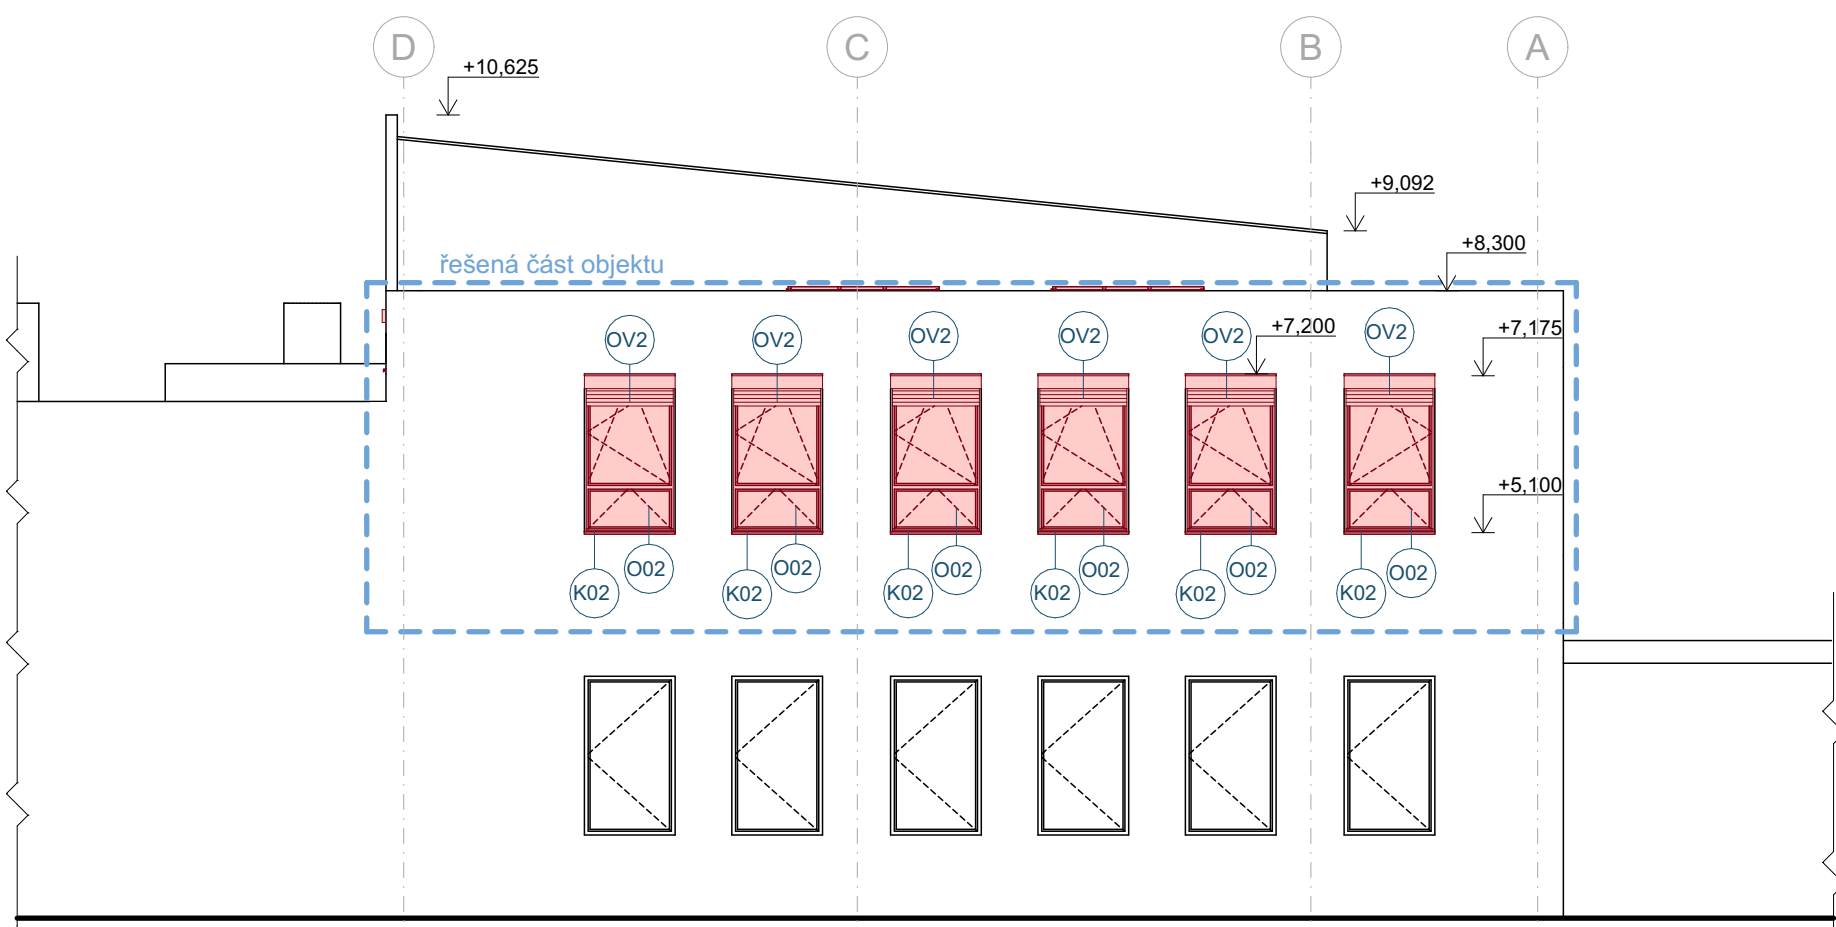 D C B A
+10,625
+9,092
+8,300
řešená část objektu
+7,200 +7,175
OV2 OV2 OV2 OV2 OV2 OV2
+5,100
O02 O02 O02 O02 O02 O02
K02 K02 K02 K02 K02 K02